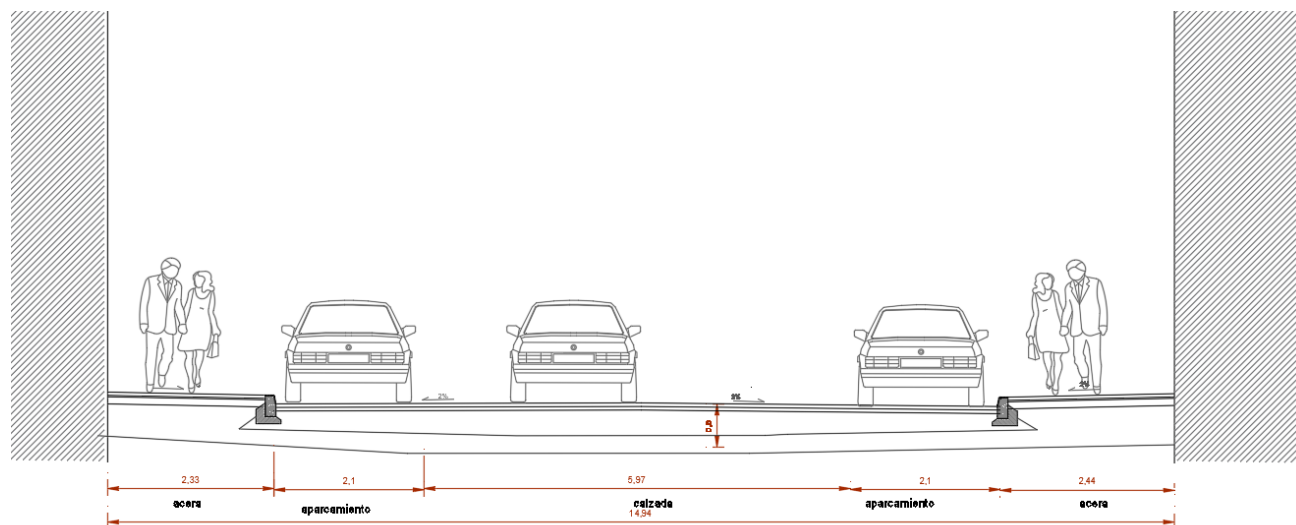 2%
2%
2%
2,33
2,1
5,97
2,1
2,44
acera
aparcamiento
calzada
aparcamiento
acera
14,94